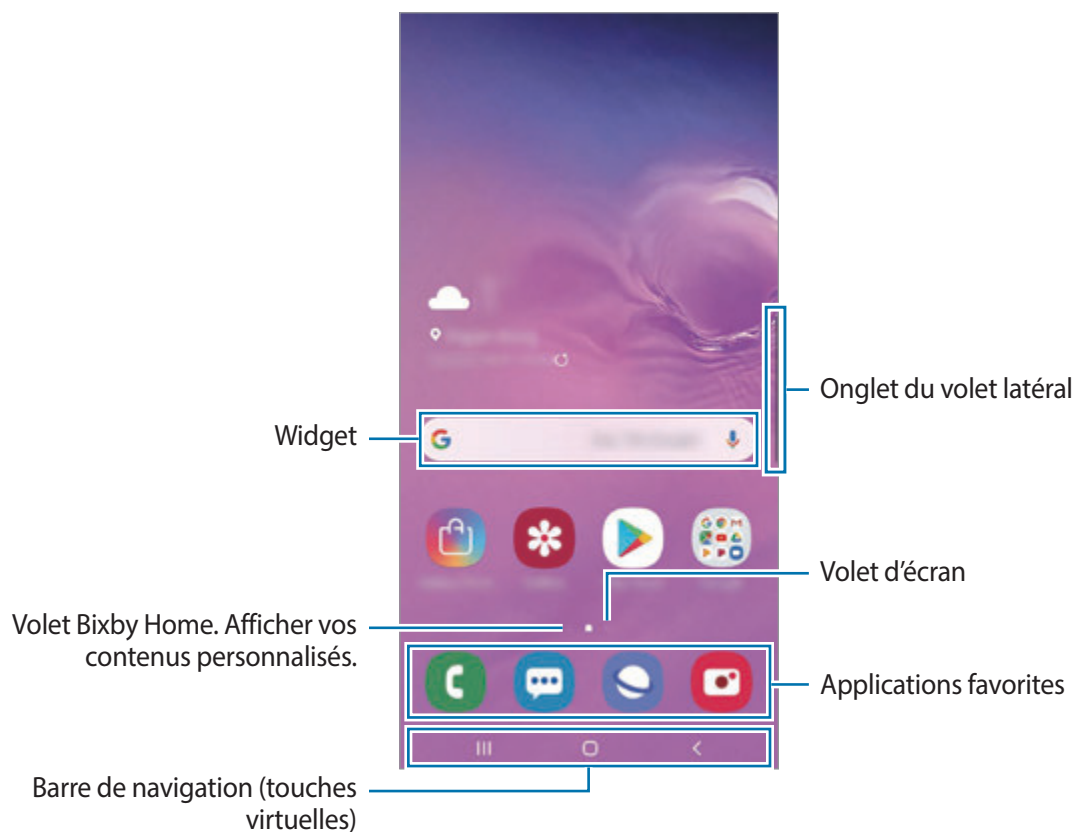 Onglet du volet latéral
Widget
Volet d'écran
Volet Bixby Home. Afficher vos
contenus personnalisés.
Applications favorites
Barre de navigation (touches
virtuelles)